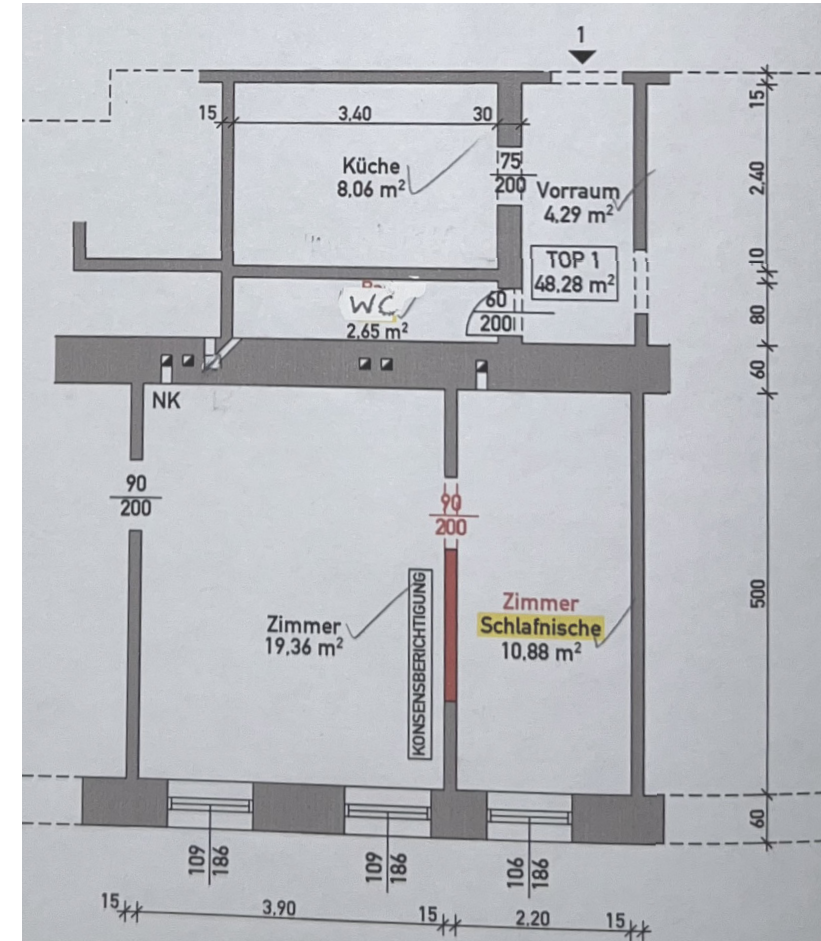 1
15
3,40
30
15
Küche
8,06 m²
75
200
Vorraum
4,29 m²
2,40
TOP 1
48,28 m²
10
WC
2,65 m²
60
200
80
60
NK
90
200
90
200
KONSENSBERICHTIGUNG
Zimmer
19,36 m²
Zimmer
Schlafnische
10,88 m²
500
60
109
186
109
186
106
186
15
3,90
15
2,20
15